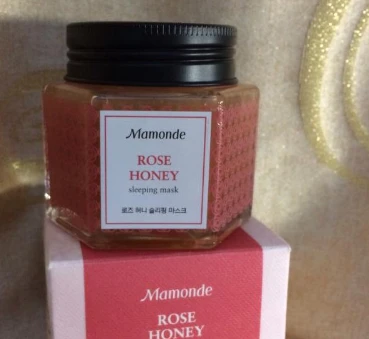 Mamonde
ROSE
HONEY
sleeping mask
로즈 허니 슬리핑 마스크
Mamonde
ROSE
HONEY